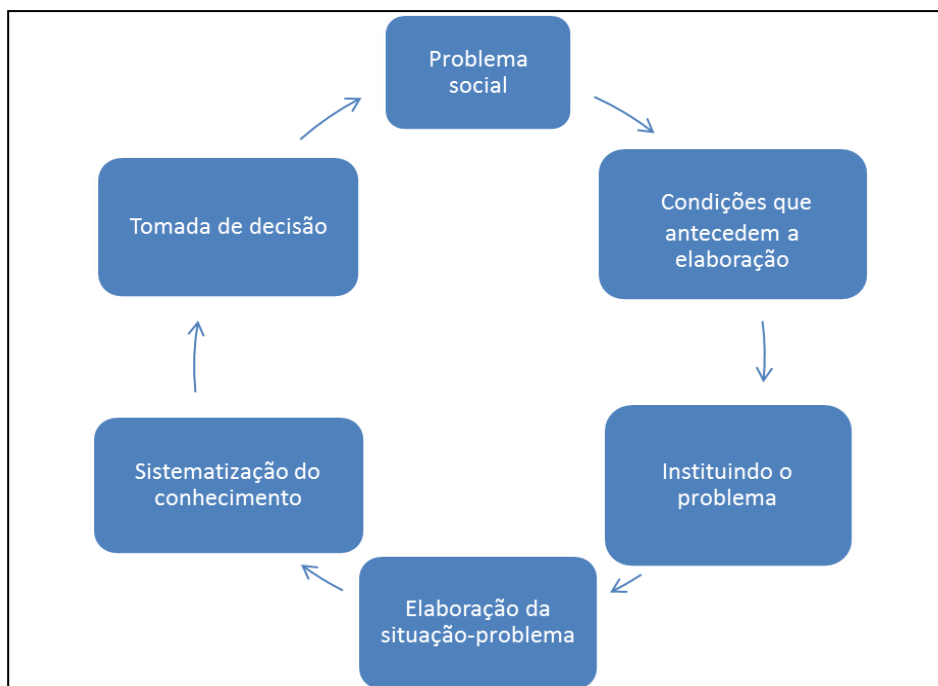 Problema
social
Condições que
antecedem a
elaboração
Instituindo o
problema
Elaboração da
situação-problema
Sistematização do
conhecimento
Tomada de decisão